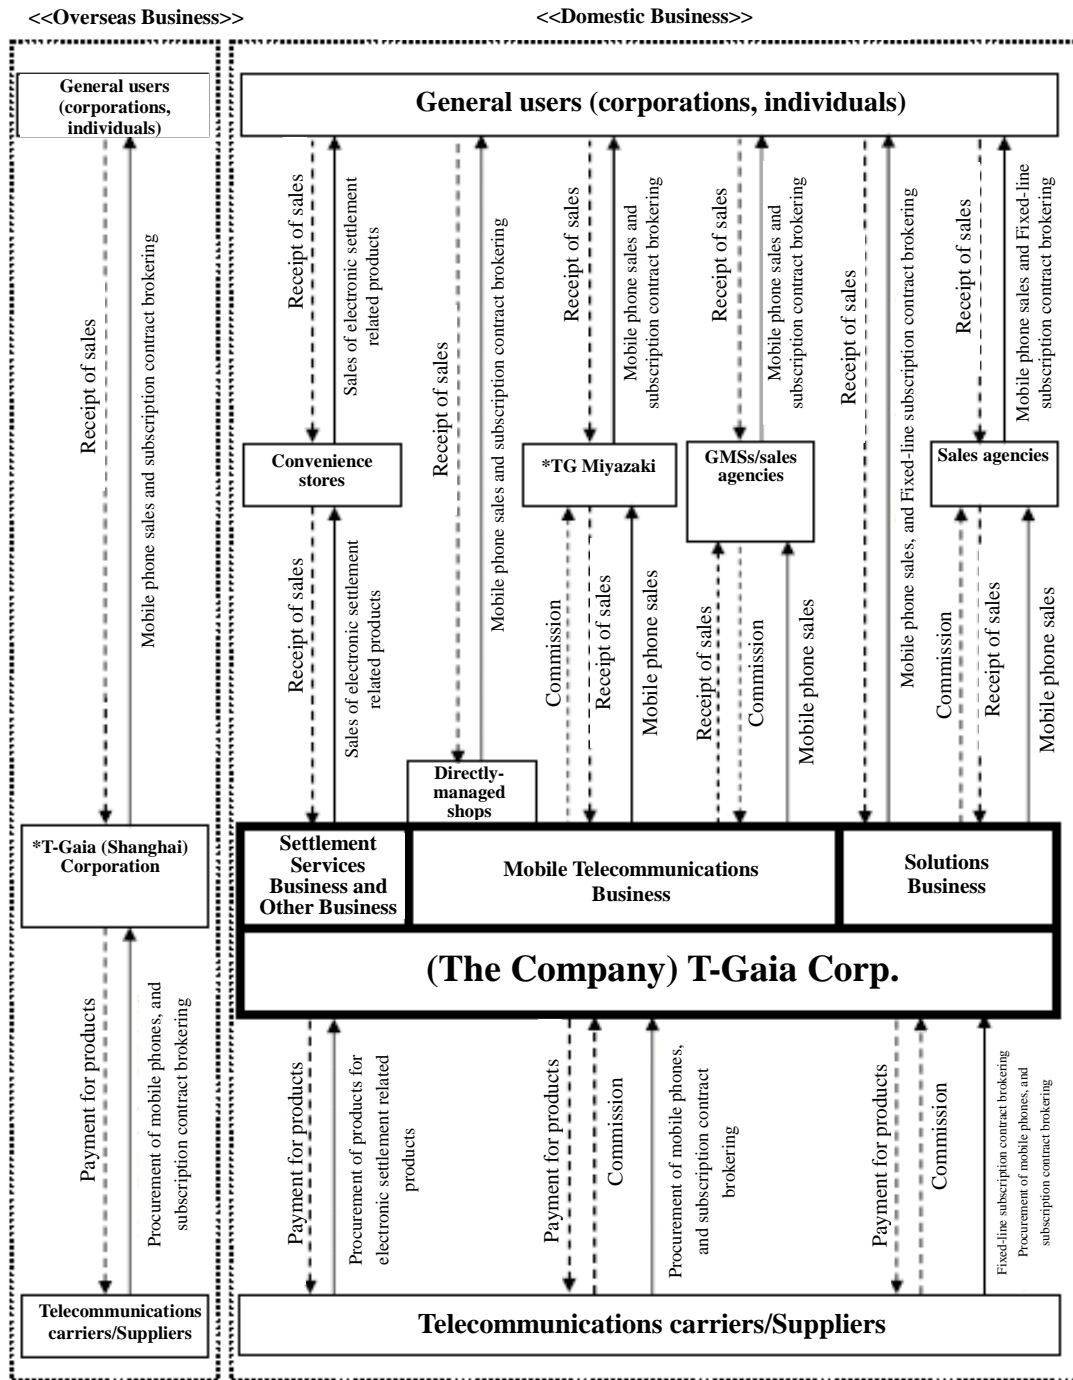 <<Overseas Business>>
<<Domestic Business>>
General users
(corporations,
individuals)
General users (corporations, individuals)
Receipt of sales
Mobile phone sales and subscription contract brokering
Receipt of sales
Sales of electronic settlement
related products
Receipt of sales
Mobile phone sales and subscription contract brokering
Receipt of sales
Mobile phone sales and
subscription contract brokering
Receipt of sales
Mobile phone sales and
subscription contract brokering
Receipt of sales
Mobile phone sales, and Fixed-line subscription contract brokering
Receipt of sales
Mobile phone sales and Fixed-line
subscription contract brokering
Convenience
stores
*TG Miyazaki
GMSs/sales
agencies
Sales agencies
Receipt of sales
Sales of electronic settlement
related products
Commission
Receipt of sales
Mobile phone sales
Receipt of sales
Commission
Mobile phone sales
Commission
Receipt of sales
Mobile phone sales
Directly-
managed
shops
*T-Gaia (Shanghai)
Corporation
Settlement
Services
Business and
Other Business
Mobile Telecommunications
Business
Solutions
Business
(The Company) T-Gaia Corp.
Payment for products
Procurement of mobile phones, and
subscription contract brokering
Payment for products
Procurement of products for
electronic settlement related
products
Payment for products
Commission
Procurement of mobile phones,
and subscription contract
brokering
Payment for products
Commission
Fixed-line subscription contract brokering
Procurement of mobile phones, and
subscription contract brokering
Telecommunications
carriers/Suppliers
Telecommunications carriers/Suppliers